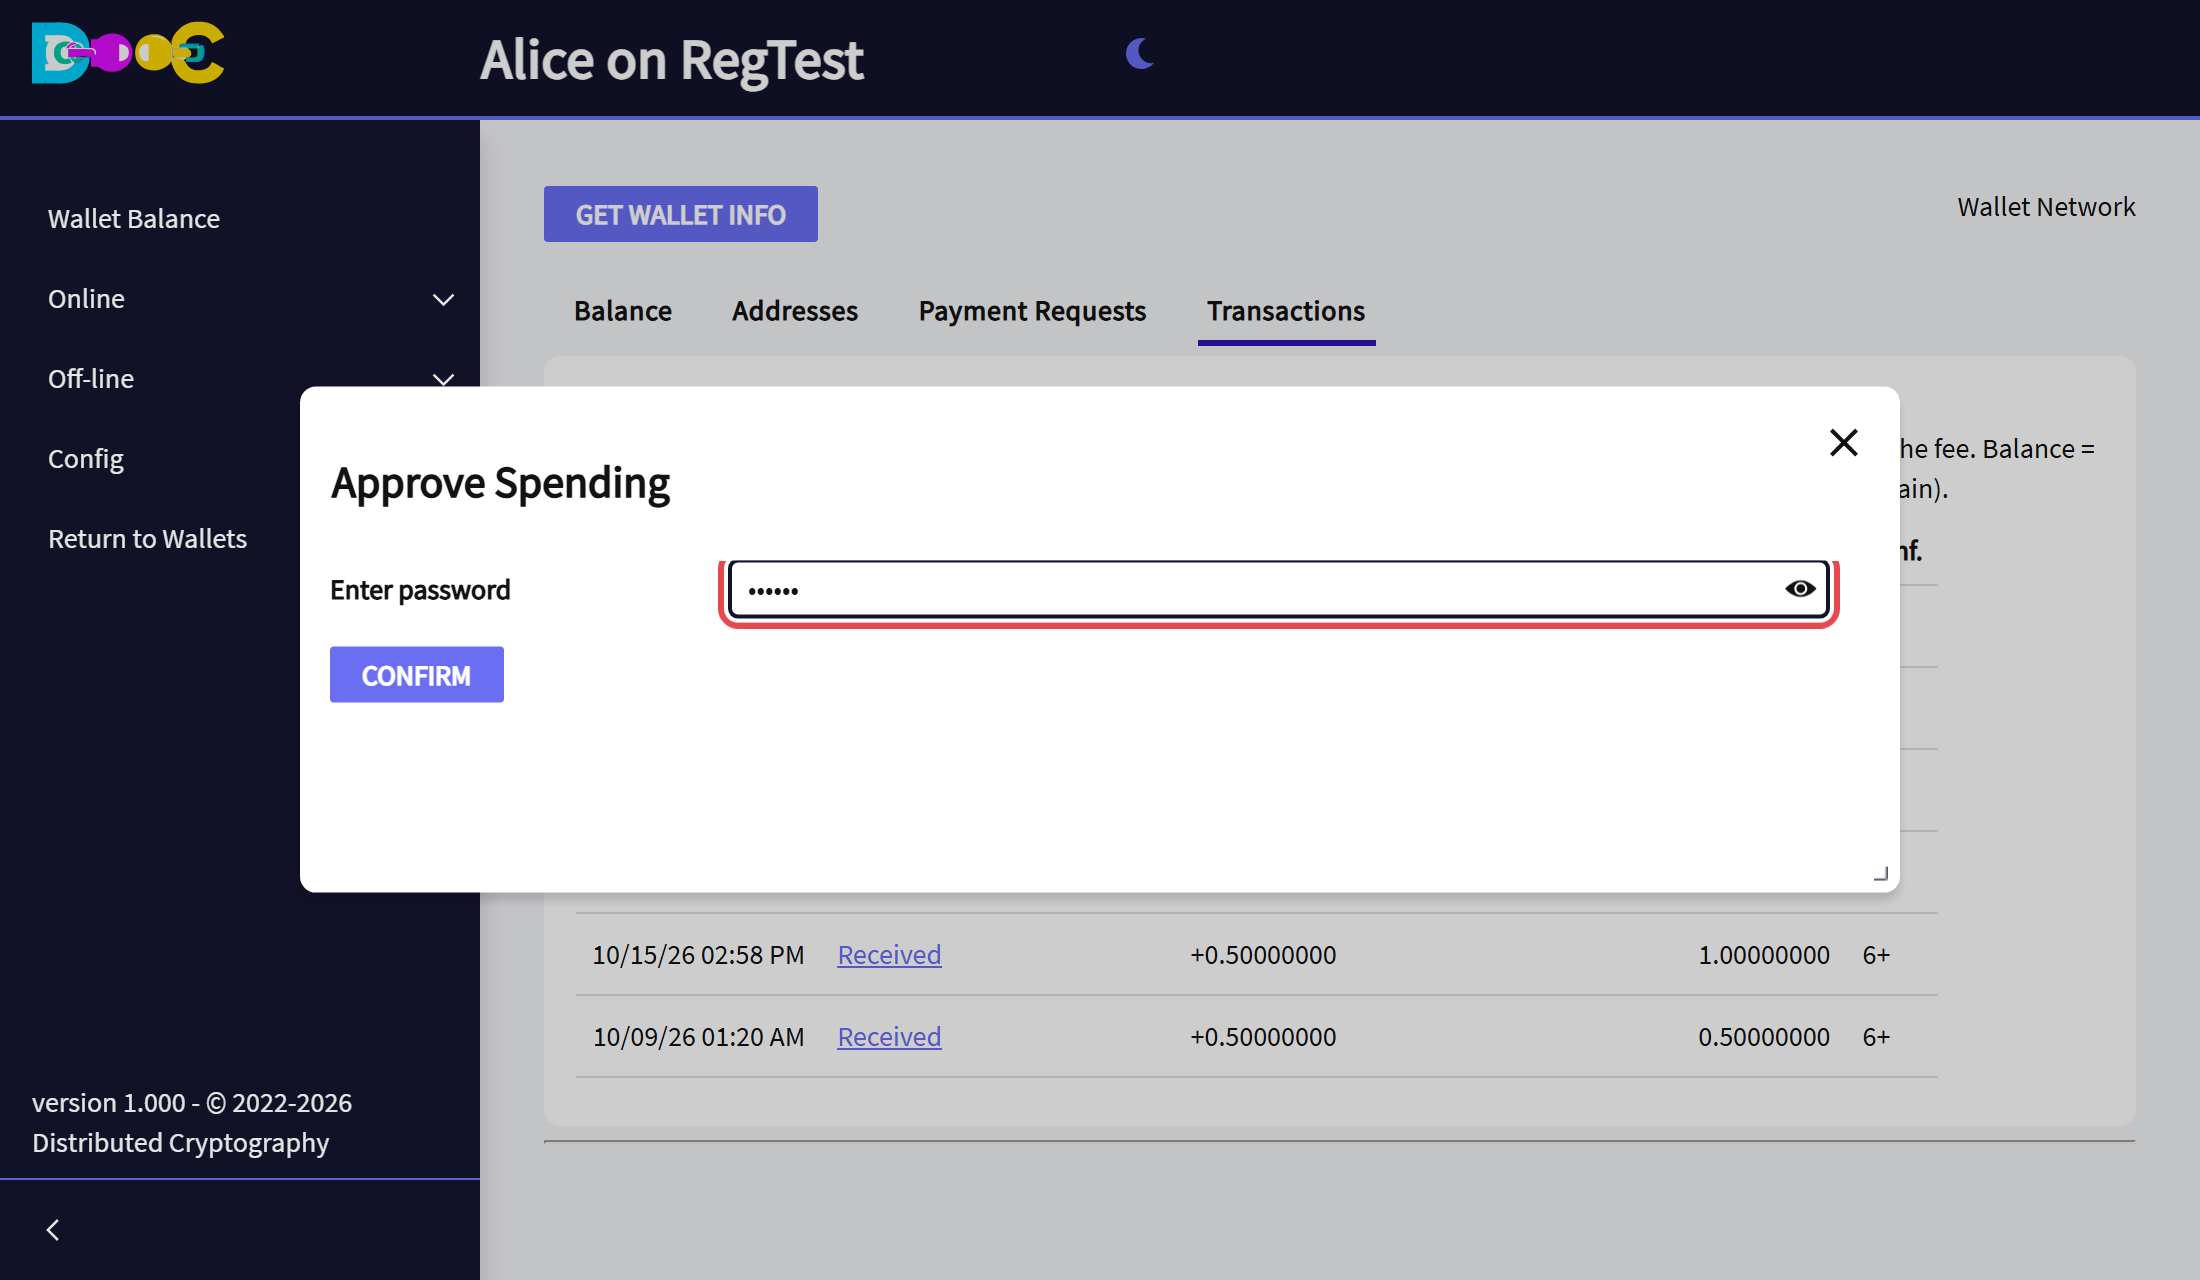 Alice on RegTest
Wallet Balance
Online
Off-line
Config
Return to Wallets
version 1.000 - © 2022-2026
Distributed Cryptography
GET WALLET INFO
Wallet Network
Balance
Addresses
Payment Requests
Transactions
fee. Balance =
Approve Spending
Enter password
••••••
CONFIRM
10/15/26 02:58 PM Received +0.50000000 1.00000000 6+
10/09/26 01:20 AM Received +0.50000000 0.50000000 6+